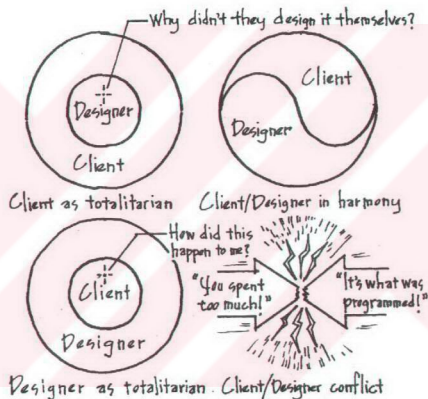 Why didn't they design it themselves?
Designer
Client
Client as totalitarian
Client
Designer
Client/Designer in harmony
How did this
happen to me?
Client
Designer
Designer as totalitarian.
"You spent
too much!"
"It's what was
programmed!"
Client/Designer conflict